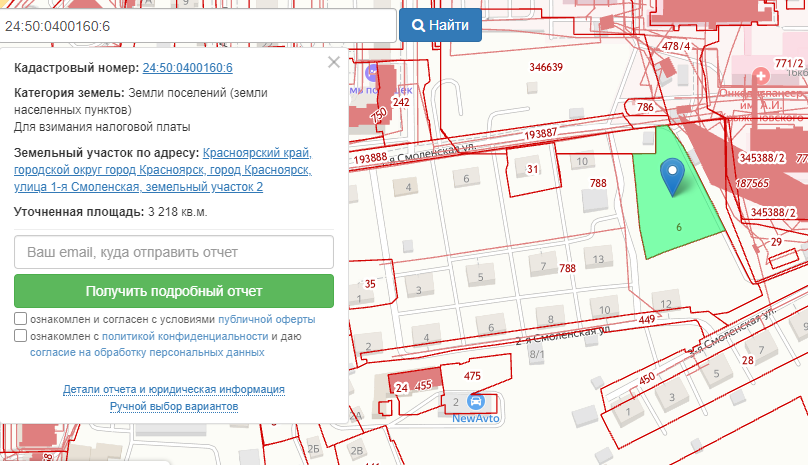 24:50:0400160:6
Найти
Кадастровый номер: 24:50:0400160:6
Категория земель: Земли поселений (земли
населенных пунктов)
Для взимания налоговой платы
Земельный участок по адресу: Красноярский край,
городской округ город Красноярск, город Красноярск,
улица 1-я Смоленская, земельный участок 2
Уточненная площадь: 3 218 кв.м.
Ваш email, куда отправить отчет
Получить подробный отчет
ознакомлен и согласен с условиями публичной оферты
ознакомлен с политикой конфиденциальности и даю
согласие на обработку персональных данных
Детали отчета и юридическая информация
Ручной выбор вариантов
478/4
771/2
346639
242
750
786
Онкодиспансер
им. А.И.
193887
193888
я Смоленская ул.
345388/2
187565
345388/2
31
10
788
4
6
6
29
35
3
5
7
13
788
2
4
6
8
10
12
449
2-я Смоленская ул.
3-я Смоленская ул.
8/1
28
24
455
475
2
NewAvto
450
7
3
5
1
2Б
2А